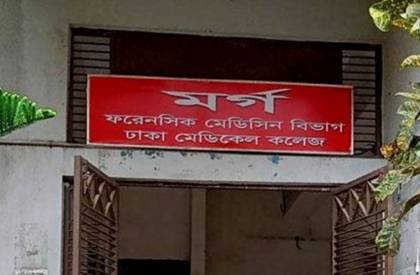 মর্গ
ফরেনসিক মেডিসিন বিভাগ
ঢাকা মেডিকেল কলেজ